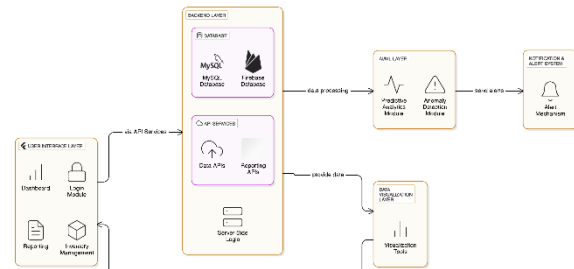 BACKEND LAYER
DATABASE
MySQL
MySQL
Database
Firebase
Database
API SERVICES
Data APIs
Reporting
APIs
Server-Side
Logic
USER INTERFACE LAYER
Dashboard
Login
Module
Reporting
Inventory
Management
via API Services
data processing
AI/ML LAYER
Predictive
Analytics
Module
Anomaly
Detection
Module
send alerts
NOTIFICATION &
ALERT SYSTEM
Alert
Mechanism
provide data
DATA
VISUALIZATION
LAYER
Visualization
Tools